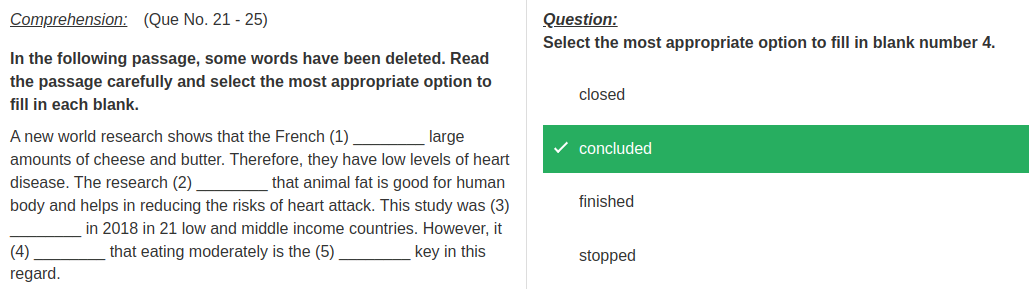 Comprehension: (Que No. 21 - 25)
In the following passage, some words have been deleted. Read
the passage carefully and select the most appropriate option to
fill in each blank.
A new world research shows that the French (1) ________ large
amounts of cheese and butter. Therefore, they have low levels of heart
disease. The research (2) ________ that animal fat is good for human
body and helps in reducing the risks of heart attack. This study was (3)
________ in 2018 in 21 low and middle income countries. However, it
(4) ________ that eating moderately is the (5) ________ key in this
regard.
Question:
Select the most appropriate option to fill in blank number 4.
closed
concluded
finished
stopped